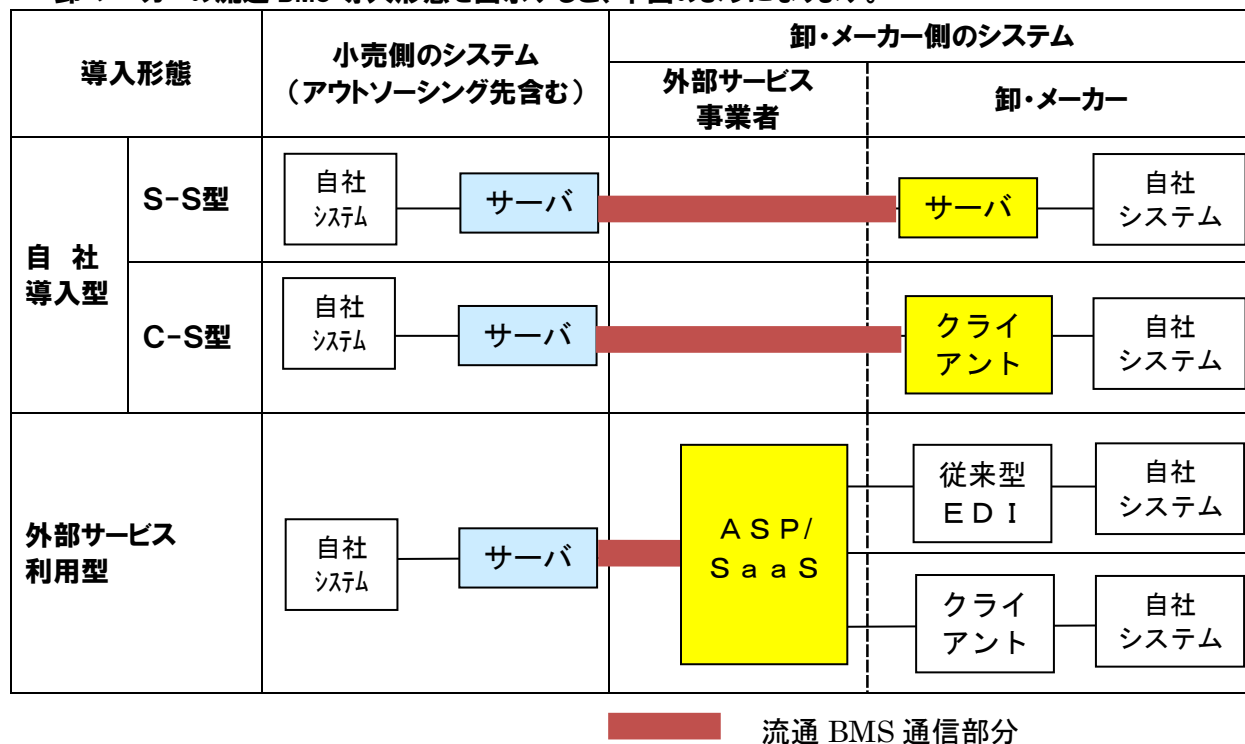 卸・メーカー側のシステム
小売側のシステム
(アウトソーシング先含む)
導入形態
外部サービス
事業者
卸・メーカー
自社
システム
サーバ
サーバ
自社
システム
S-S型
自 社
導入型
自社
システム
サーバ
クライ
アント
自社
システム
C-S型
従来型
EDI
自社
システム
ASP/
SaaS
外部サービス
利用型
自社
システム
サーバ
クライ
アント
自社
システム
流通 BMS 通信部分